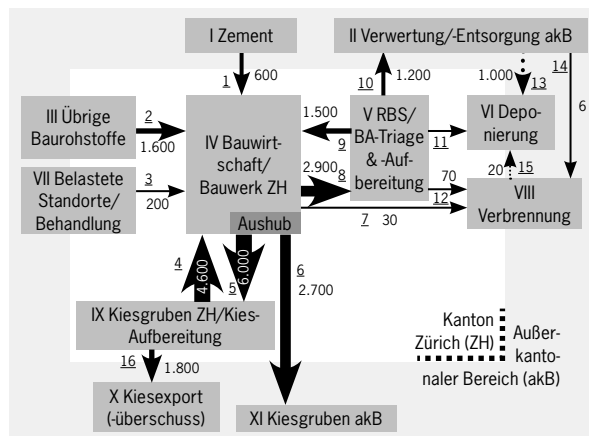 I Zement
II Verwertung/-Entsorgung akB
1
600
10
1.200
1.000
13
14
6
III Übrige
Baurohstoffe
2
1.600
IV Bauwirt-
schaft/
Bauwerk ZH
1.500
9
V RBS/
BA-Triage
& -Auf-
bereitung
11
VI Depo-
nierung
VII Belastete
Standorte/
Behandlung
3
200
2.900
8
70
12
20
15
VIII
Verbrennung
7
30
Aushub
4
4.600
6.000
5
6
2.700
IX Kiesgruben ZH/Kies-
Aufbereitung
16
1.800
X Kiesexport
(-überschuss)
XI Kiesgruben akB
Kanton
Zürich (ZH)
Außer-
kanto-
naler Bereich (akB)